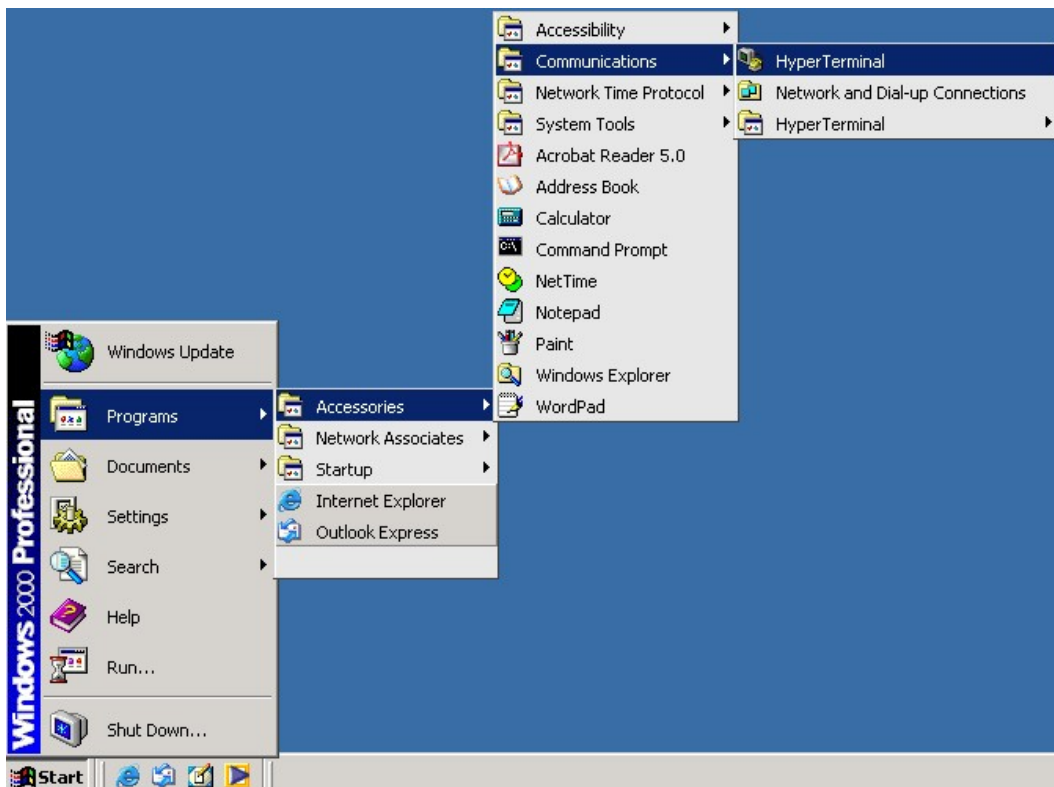 Accessibility
Communications
Network Time Protocol
System Tools
Acrobat Reader 5.0
Address Book
Calculator
Command Prompt
NetTime
Notepad
Paint
Windows Explorer
WordPad
HyperTerminal
Network and Dial-up Connections
HyperTerminal
Windows 2000 Professional
Windows Update
Programs
Documents
Settings
Search
Help
Run...
Shut Down...
Accessories
Network Associates
Startup
Internet Explorer
Outlook Express
Start